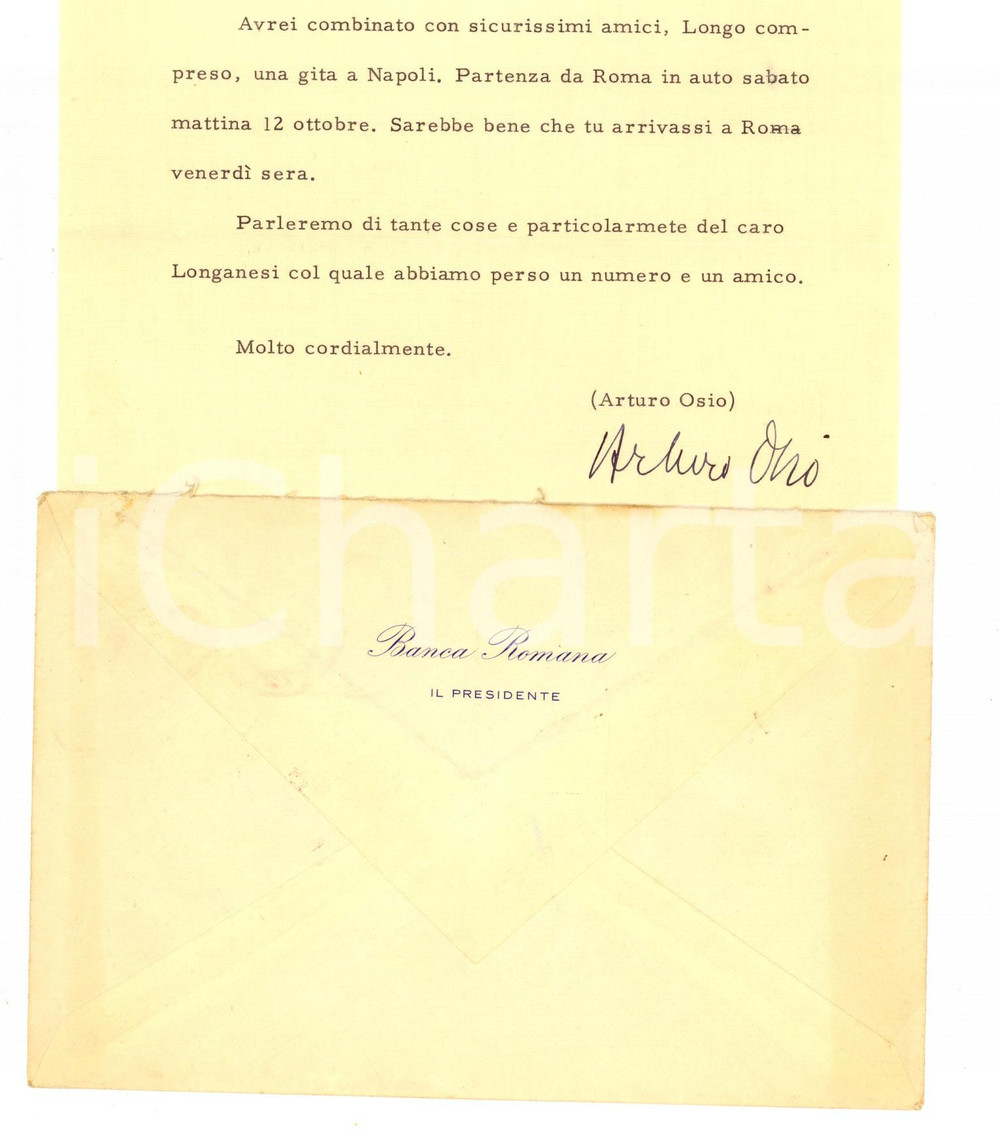 Avrei combinato con sicurissimi amici, Longo com-
preso, una gita a Napoli. Partenza da Roma in auto sabato
mattina 12 ottobre. Sarebbe bene che tu arrivassi a Roma
venerdì sera.
Parleremo di tante cose e particolarmete del caro
Longanesi col quale abbiamo perso un numero e un amico.
Molto cordialmente.
(Arturo Osio)
Arturo Osio
iCharta
Banca Romana
IL PRESIDENTE